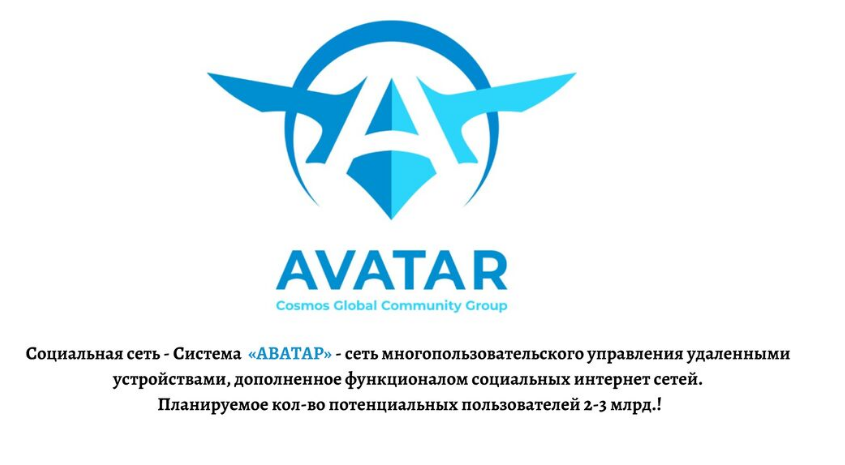 AVATAR
Cosmos Global Community Group
Социальная сеть - Система «АВАТАР» - сеть многопользовательского управления удаленными
устройствами, дополненное функционалом социальных интернет сетей.
Планируемое кол-во потенциальных пользователей 2-3 млрд.!